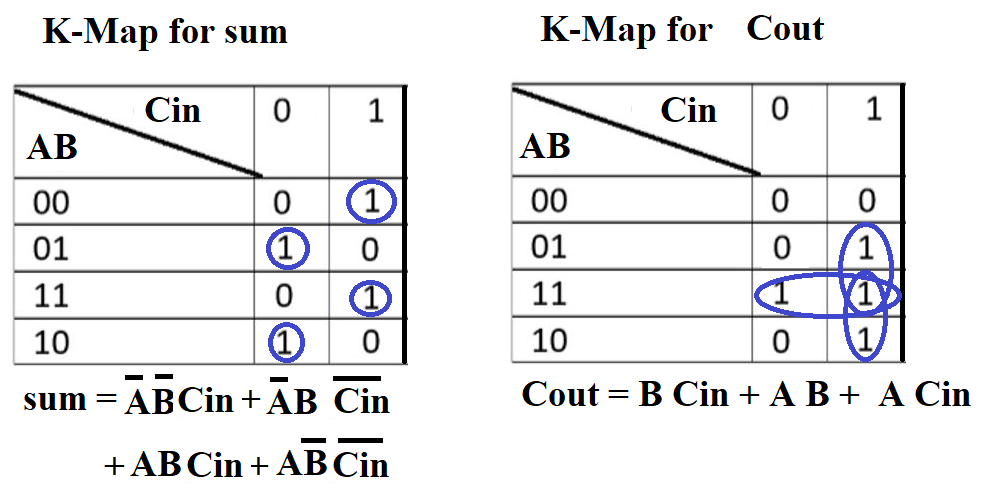 K-Map for sum
Cin 0 1
AB
00 0 1
01 1 0
11 0 1
10 1 0
sum = A̅ B̅ Cin + A̅ B C̅i̅n̅
+ A B Cin + A B̅ C̅i̅n̅
K-Map for Cout
Cin 0 1
AB
00 0 0
01 0 1
11 1 1
10 0 1
Cout = B Cin + A B + A Cin